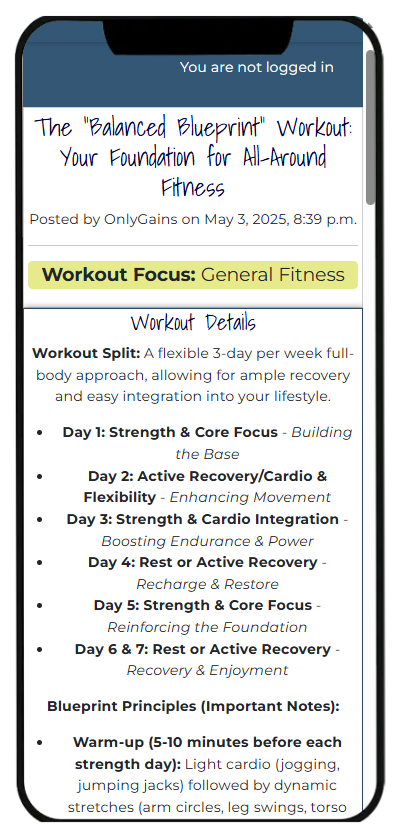 You are not logged in
The "Balanced Blueprint" Workout:
Your Foundation for All-Around
Fitness
Posted by OnlyGains on May 3, 2025, 8:39 p.m.
Workout Focus: General Fitness
Workout Details
Workout Split: A flexible 3-day per week full-
body approach, allowing for ample recovery
and easy integration into your lifestyle.
• Day 1: Strength & Core Focus - Building
the Base
• Day 2: Active Recovery/Cardio &
Flexibility - Enhancing Movement
• Day 3: Strength & Cardio Integration -
Boosting Endurance & Power
• Day 4: Rest or Active Recovery -
Recharge & Restore
• Day 5: Strength & Core Focus -
Reinforcing the Foundation
• Day 6 & 7: Rest or Active Recovery -
Recovery & Enjoyment
Blueprint Principles (Important Notes):
• Warm-up (5-10 minutes before each
strength day): Light cardio (jogging,
jumping jacks) followed by dynamic
stretches (arm circles, leg swings, torso